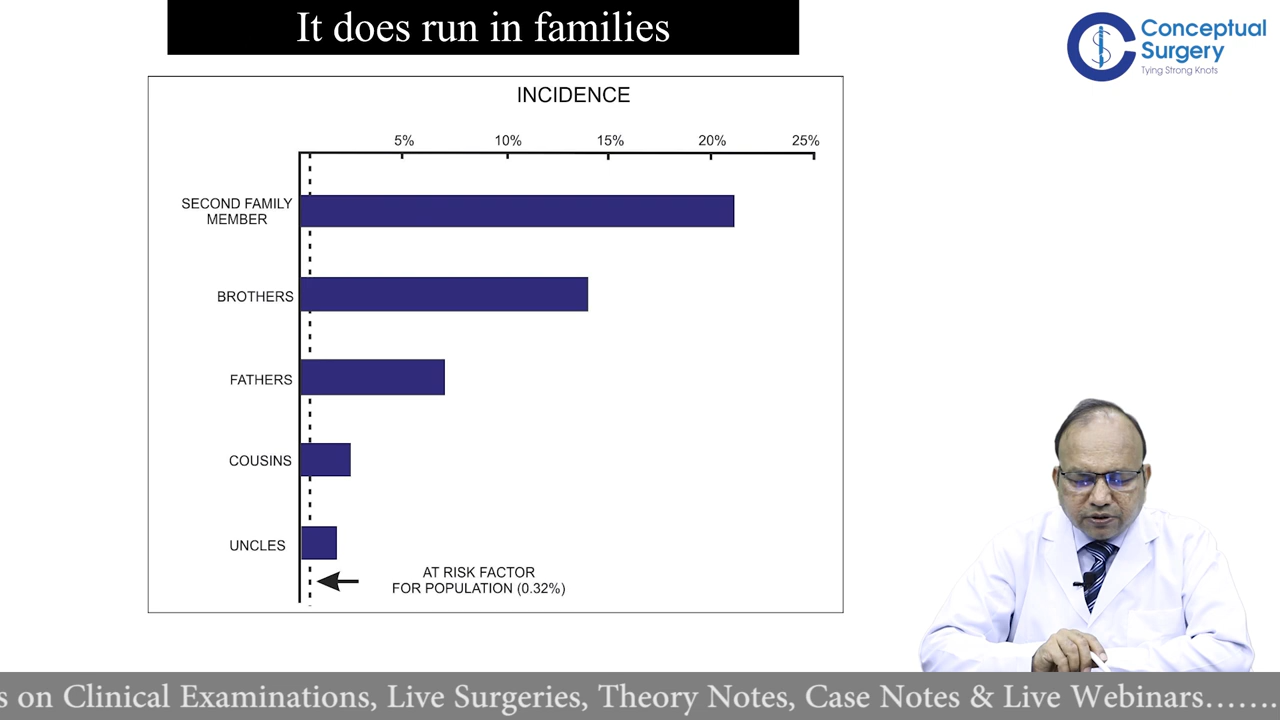 It does run in families
Conceptual
Surgery
Tying Strong Knots
INCIDENCE
5% 10% 15% 20% 25%
SECOND FAMILY
MEMBER
BROTHERS
FATHERS
COUSINS
UNCLES
AT RISK FACTOR
FOR POPULATION (0.32%)
s on Clinical Examinations, Live Surgeries, Theory Notes, Case Notes & Live Webinars.......